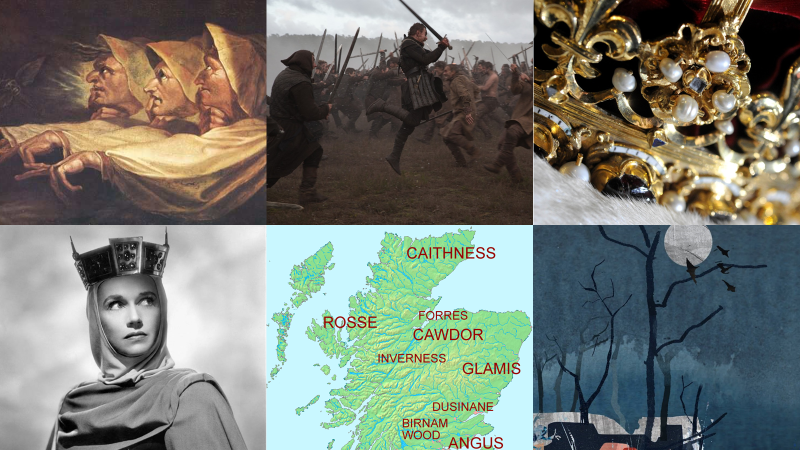 CAITHNESS
ROSSE
FORRES
CAWDOR
INVERNESS
GLAMIS
DUSINANE
BIRNAM
WOOD
ANGUS